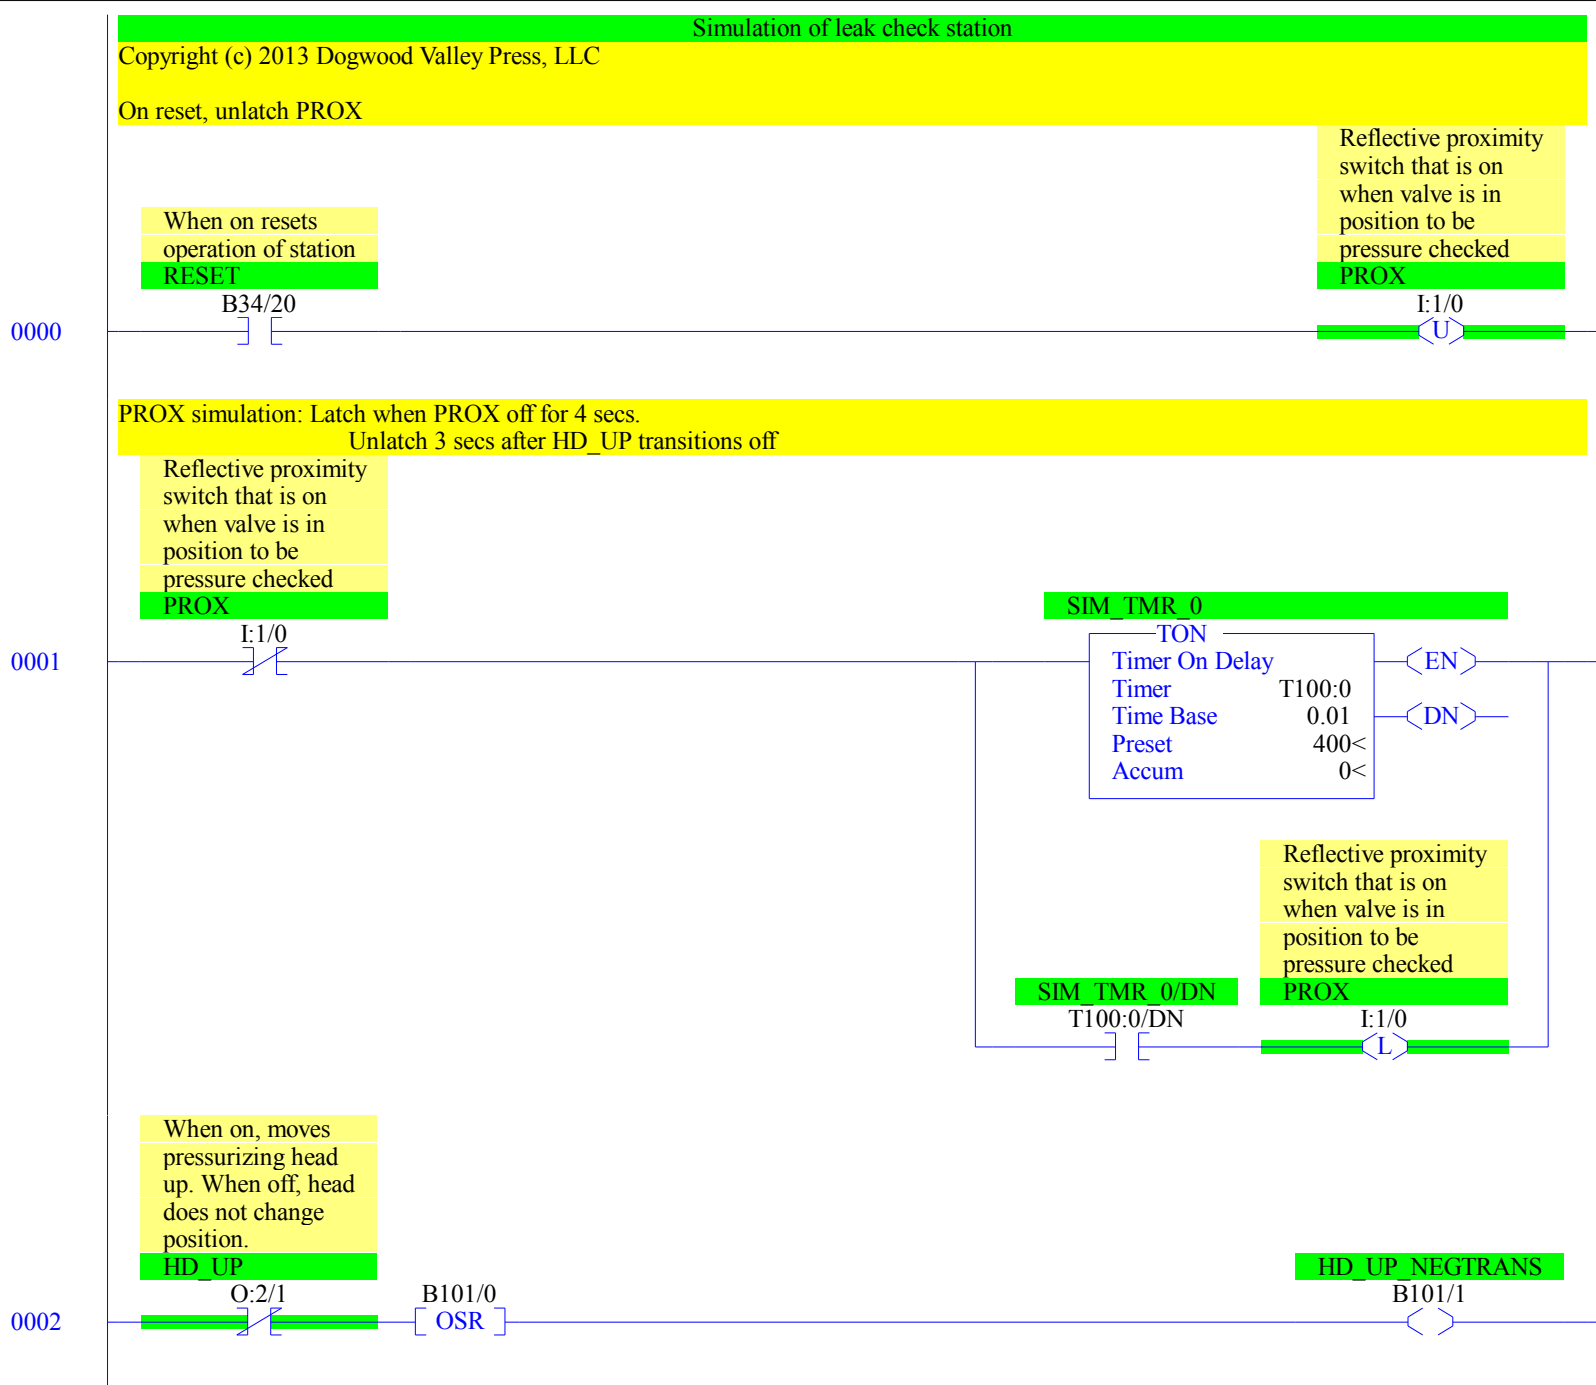 Simulation of leak check station
Copyright (c) 2013 Dogwood Valley Press, LLC
On reset, unlatch PROX
When on resets
operation of station
RESET
B34/20
Reflective proximity
switch that is on
when valve is in
position to be
pressure checked
PROX
I:1/0
0000
U
PROX simulation: Latch when PROX off for 4 secs.
Unlatch 3 secs after HD_UP transitions off
Reflective proximity
switch that is on
when valve is in
position to be
pressure checked
PROX
I:1/0
0001
SIM_TMR_0
TON
Timer On Delay
Timer T100:0
Time Base 0.01
Preset 400<
Accum 0<
EN
DN
SIM_TMR_0/DN
T100:0/DN
Reflective proximity
switch that is on
when valve is in
position to be
pressure checked
PROX
I:1/0
L
When on, moves
pressurizing head
up. When off, head
does not change
position.
HD_UP
O:2/1
0002
B101/0
OSR
HD_UP_NEGTRANS
B101/1